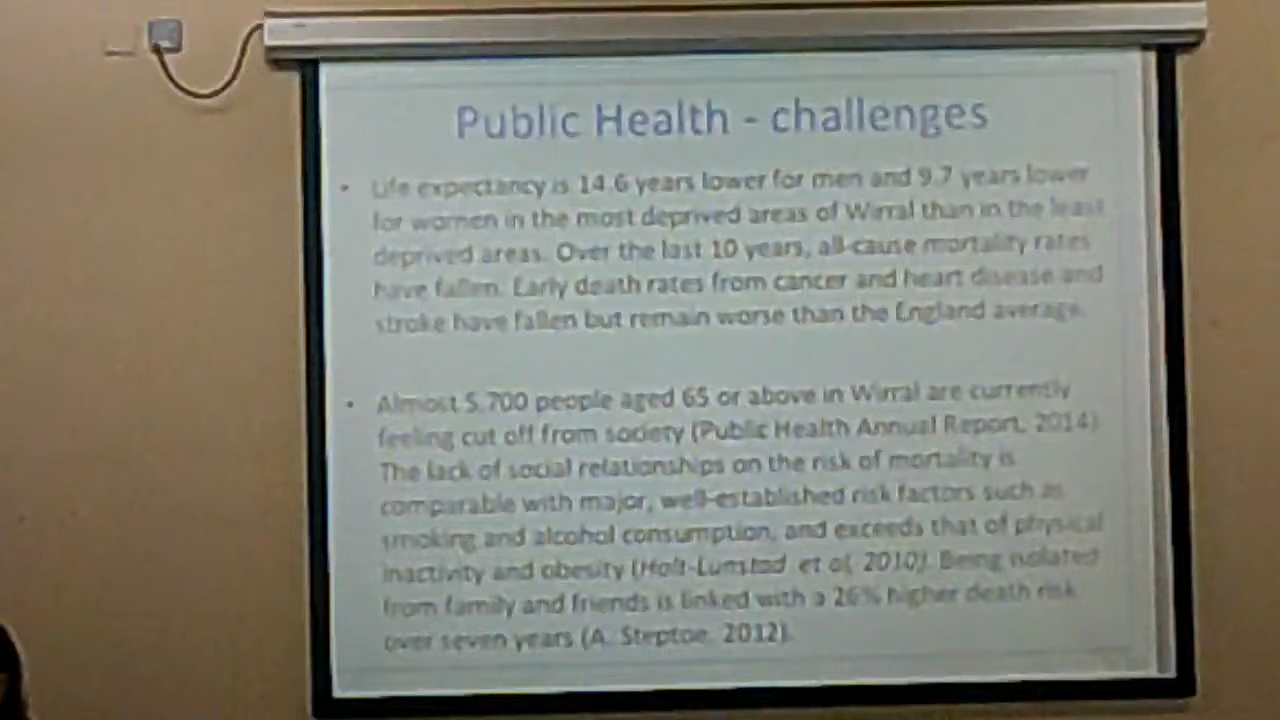 Public Health - challenges
• Life expectancy is 14.6 years lower for men and 9.7 years lower
for women in the most deprived areas of Wirral than in the least
deprived areas. Over the last 10 years, all-cause mortality rates
have fallen. Early death rates from cancer and heart disease and
stroke have fallen but remain worse than the England average.
• Almost 5,700 people aged 65 or above in Wirral are currently
feeling cut off from society (Public Health Annual Report, 2014)
The lack of social relationships on the risk of mortality is
comparable with major, well-established risk factors such as
smoking and alcohol consumption, and exceeds that of physical
inactivity and obesity (Holt-Lunstad et al, 2010). Being isolated
from family and friends is linked with a 26% higher death risk
over seven years (A. Steptoe. 2012).